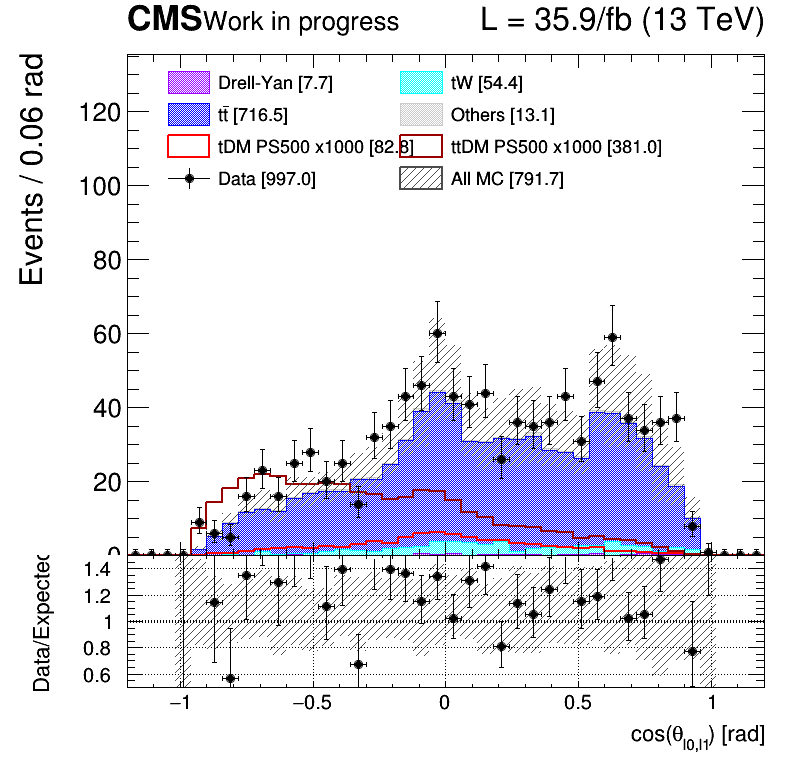 CMS Work in progress L = 35.9/fb (13 TeV)
Events / 0.06 rad
Drell-Yan [7.7] tW [54.4]
tt̄ [716.5] Others [13.1]
tDM PS500 x1000 [82.8] ttDM PS500 x1000 [381.0]
Data [997.0] All MC [791.7]
120
100
80
60
40
20
0
Data/Expected
1.4
1.2
1
0.8
0.6
−1 −0.5 0 0.5 1
cos(θl0,l1) [rad]